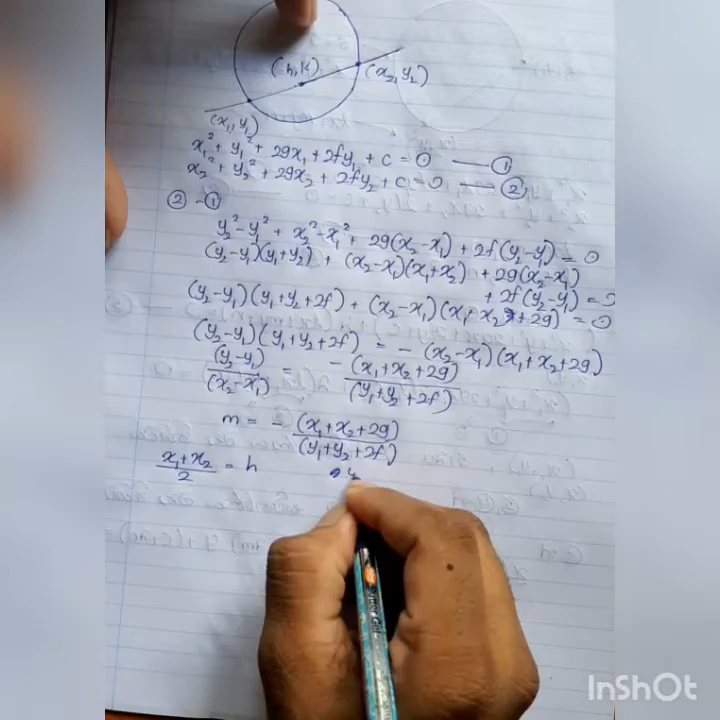 (h, k)
(x₂, y₂)
(x₁, y₁)
x₁² + y₁² + 2gx₁ + 2fy₁ + c = 0 — ①
x₂² + y₂² + 2gx₂ + 2fy₂ + c = 0 — ②
② - ①
y₂² - y₁² + x₂² - x₁² + 2g(x₂ - x₁) + 2f(y₂ - y₁) = 0
(y₂ - y₁)(y₁ + y₂) + (x₂ - x₁)(x₁ + x₂) + 2g(x₂ - x₁)
+ 2f(y₂ - y₁) = 0
(y₂ - y₁)(y₁ + y₂ + 2f) + (x₂ - x₁)(x₁ + x₂ + 2g) = 0
(y₂ - y₁)(y₁ + y₂ + 2f) = - (x₂ - x₁)(x₁ + x₂ + 2g)
(y₂ - y₁)/(x₂ - x₁) = - (x₁ + x₂ + 2g)/(y₁ + y₂ + 2f)
m = - (x₁ + x₂ + 2g)/(y₁ + y₂ + 2f)
x₁ + x₂/2 = h
InShOt